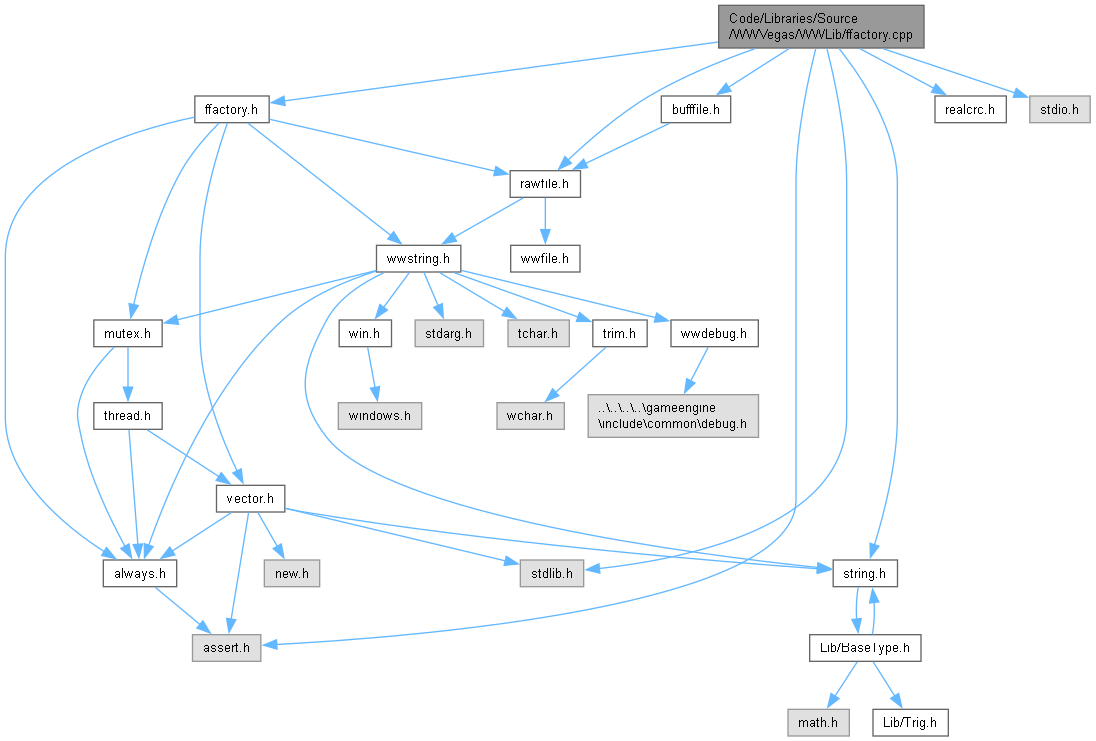 Code/Libraries/Source
/WWVegas/WWLib/ffactory.cpp
ffactory.h
bufffile.h
realcrc.h
stdio.h
rawfile.h
wwstring.h
wwfile.h
mutex.h
win.h
stdarg.h
tchar.h
trim.h
wwdebug.h
thread.h
windows.h
wchar.h
..\..\..\..\gameengine
\include\common\debug.h
vector.h
always.h
new.h
stdlib.h
string.h
assert.h
Lib/BaseType.h
math.h
Lib/Trig.h